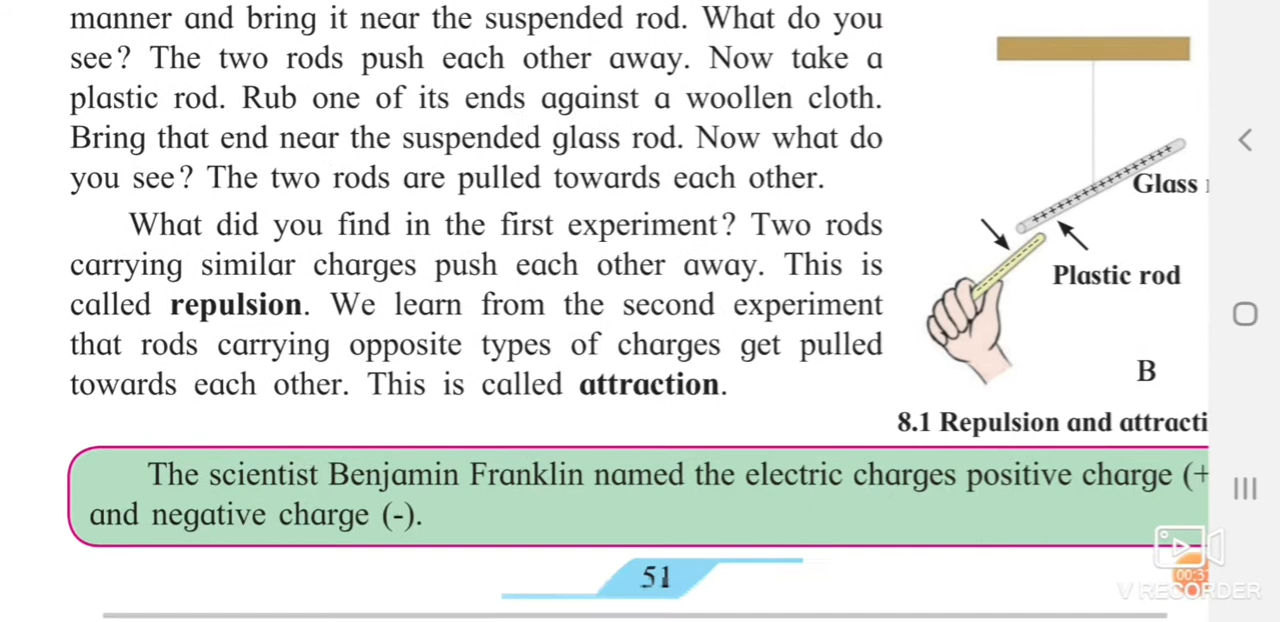 manner and bring it near the suspended rod. What do you
see? The two rods push each other away. Now take a
plastic rod. Rub one of its ends against a woollen cloth.
Bring that end near the suspended glass rod. Now what do
you see? The two rods are pulled towards each other.
What did you find in the first experiment? Two rods
carrying similar charges push each other away. This is
called repulsion. We learn from the second experiment
that rods carrying opposite types of charges get pulled
towards each other. This is called attraction.
Glass
Plastic rod
B
8.1 Repulsion and attracti
The scientist Benjamin Franklin named the electric charges positive charge (+
and negative charge (-).
51
00:3
V RECORDER